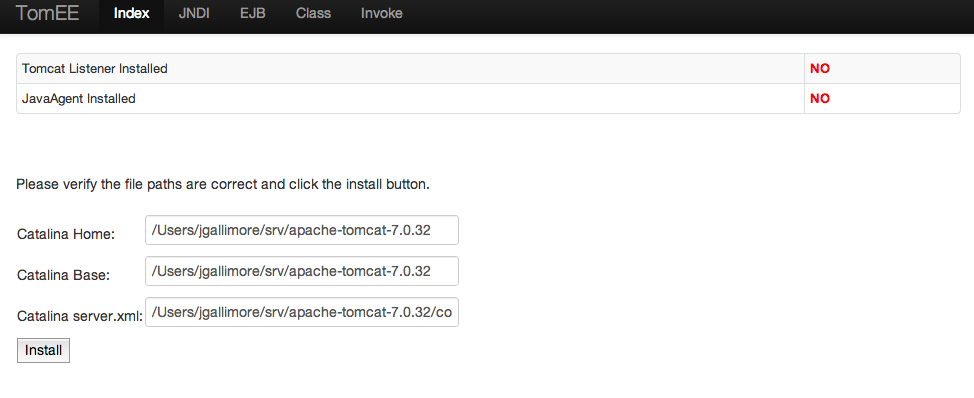 TomEE Index JNDI EJB Class Invoke
Tomcat Listener Installed NO
JavaAgent Installed NO
Please verify the file paths are correct and click the install button.
Catalina Home: /Users/jgallimore/srv/apache-tomcat-7.0.32
Catalina Base: /Users/jgallimore/srv/apache-tomcat-7.0.32
Catalina server.xml: /Users/jgallimore/srv/apache-tomcat-7.0.32/co
Install